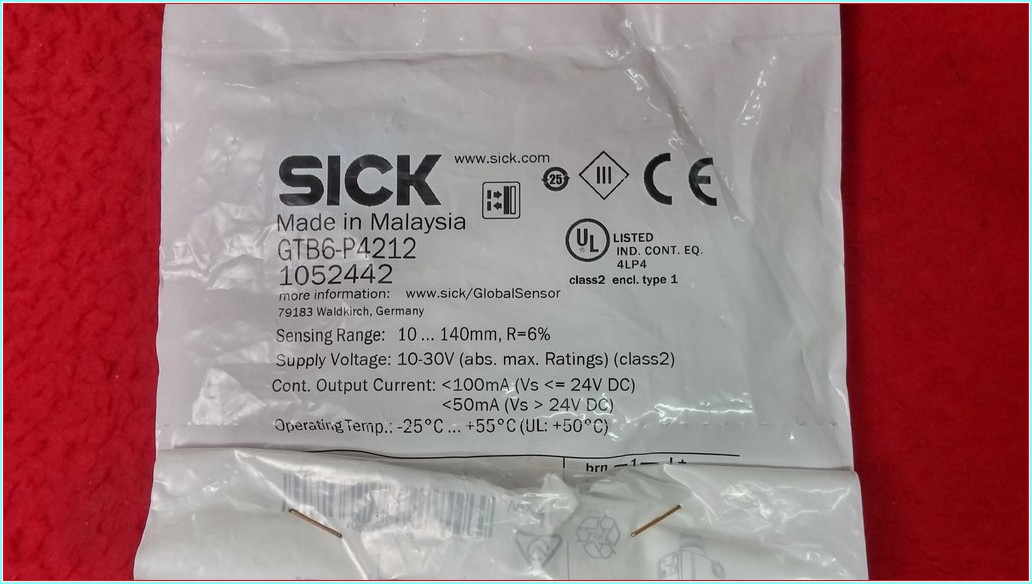 SICK www.sick.com
25
III
CE
Made in Malaysia
GTB6-P4212
1052442
UL LISTED
IND. CONT. EQ.
4LP4
class2 encl. type 1
more information: www.sick/GlobalSensor
79183 Waldkirch, Germany
Sensing Range: 10 ... 140mm, R=6%
Supply Voltage: 10-30V (abs. max. Ratings) (class2)
Cont. Output Current: <100mA (Vs <= 24V DC)
<50mA (Vs > 24V DC)
Operating Temp.: -25°C ... +55°C (UL: +50°C)
brn 1 L+